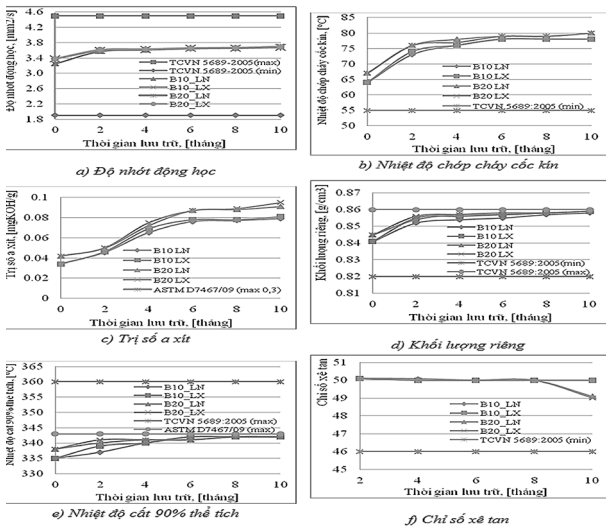 Độ nhớt động học, [mm2/s]
4.6
4.2
3.8
3.4
3
2.6
2.2
1.8
TCVN 5689-2005(max)
TCVN 5689-2005 (min)
B10_LN
B10_LX
B20_LN
B20_LX
0 2 4 6 8 10
Thời gian lưu trữ, [tháng]
a) Độ nhớt động học
Nhiệt độ chớp cháy cốc kín, [°C]
80
75
70
65
60
55
50
B10 LN
B10 LX
B20 LN
B20 LX
TCVN 5689:2005 (min)
0 2 4 6 8 10
Thời gian lưu trữ, [tháng]
b) Nhiệt độ chớp cháy cốc kín
Trị số a xít, [mgKOH/g]
0.1
0.08
0.06
0.04
0.02
0
B10 LN
B10 LX
B20 LN
B20 LX
ASTM D7467/09 (max 0,3)
0 2 4 6 8 10
Thời gian lưu trữ, [tháng]
c) Trị số a xít
Khối lượng riêng, [g/cm3]
0.87
0.86
0.85
0.84
0.83
0.82
0.81
B10 LN
B10 LX
B20 LN
B20 LX
TCVN 5689:2005(min)
TCVN 5689:2005 (max)
0 2 4 6 8 10
Thời gian lưu trữ, [tháng]
d) Khối lượng riêng
Nhiệt độ cất 90% thể tích, [°C]
365
360
355
350
345
340
335
330
B10_LN
B10_LX
B20_LN
B20_LX
TCVN 5689:2005 (max)
ASTM D7467/09 (max)
0 2 4 6 8 10
Thời gian lưu trữ, [tháng]
e) Nhiệt độ cất 90% thể tích
Chỉ số xê tan
51
50
49
48
47
46
45
B10_LN
B10_LX
B20_LN
B20_LX
TCVN 5689:2005 (min)
2 4 6 8 10
Thời gian lưu trữ, [tháng]
f) Chỉ số xê tan